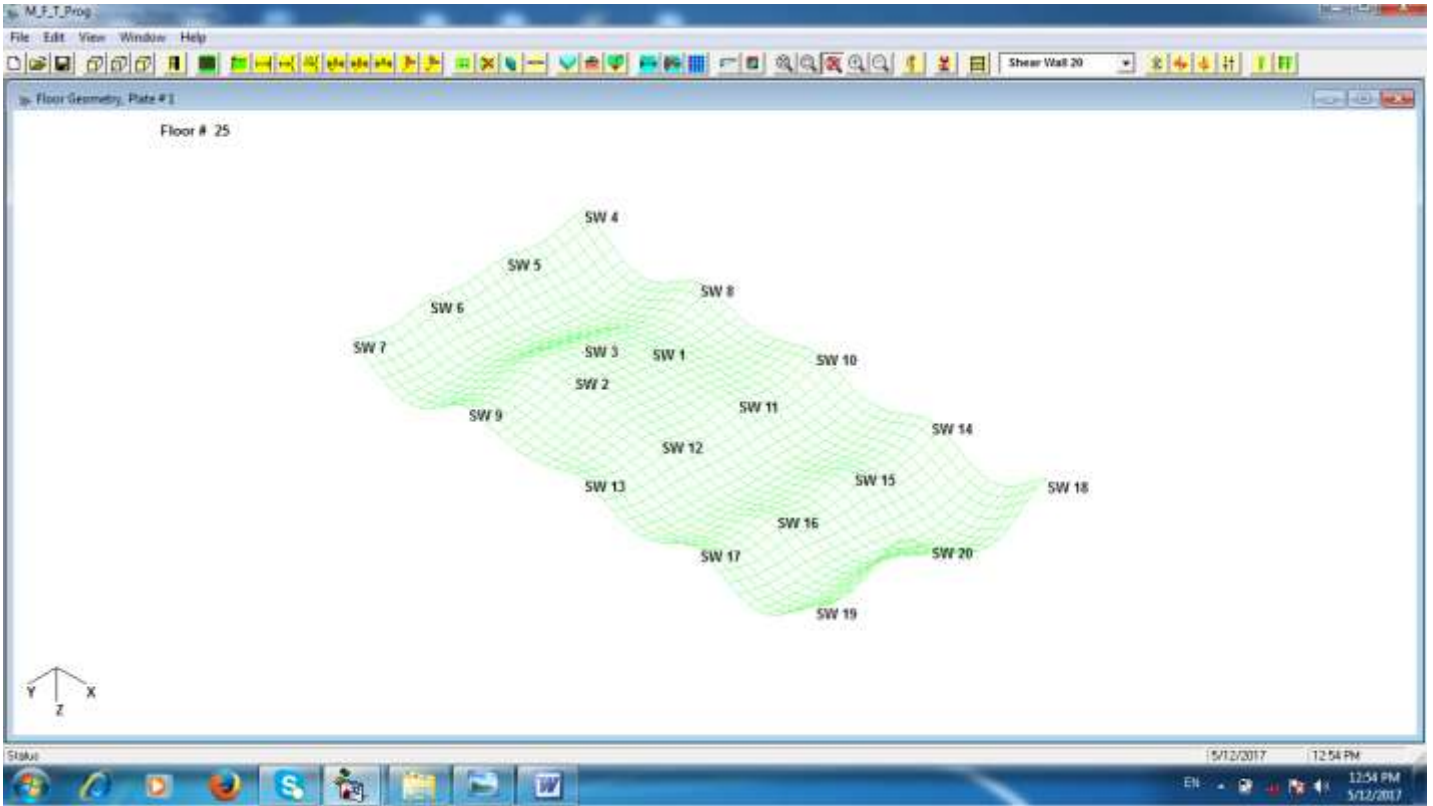 M_F_T_Prog
File Edit View Window Help
Shear Wall 20
Floor Geometry, Plate # 1
Floor # 25
SW 4
SW 5
SW 8
SW 6
SW 7
SW 3
SW 1
SW 10
SW 2
SW 11
SW 9
SW 14
SW 12
SW 15
SW 13
SW 18
SW 16
SW 17
SW 20
SW 19
Y
X
Z
Status
5/12/2017
12:54 PM
EN
12:54 PM
5/12/2017